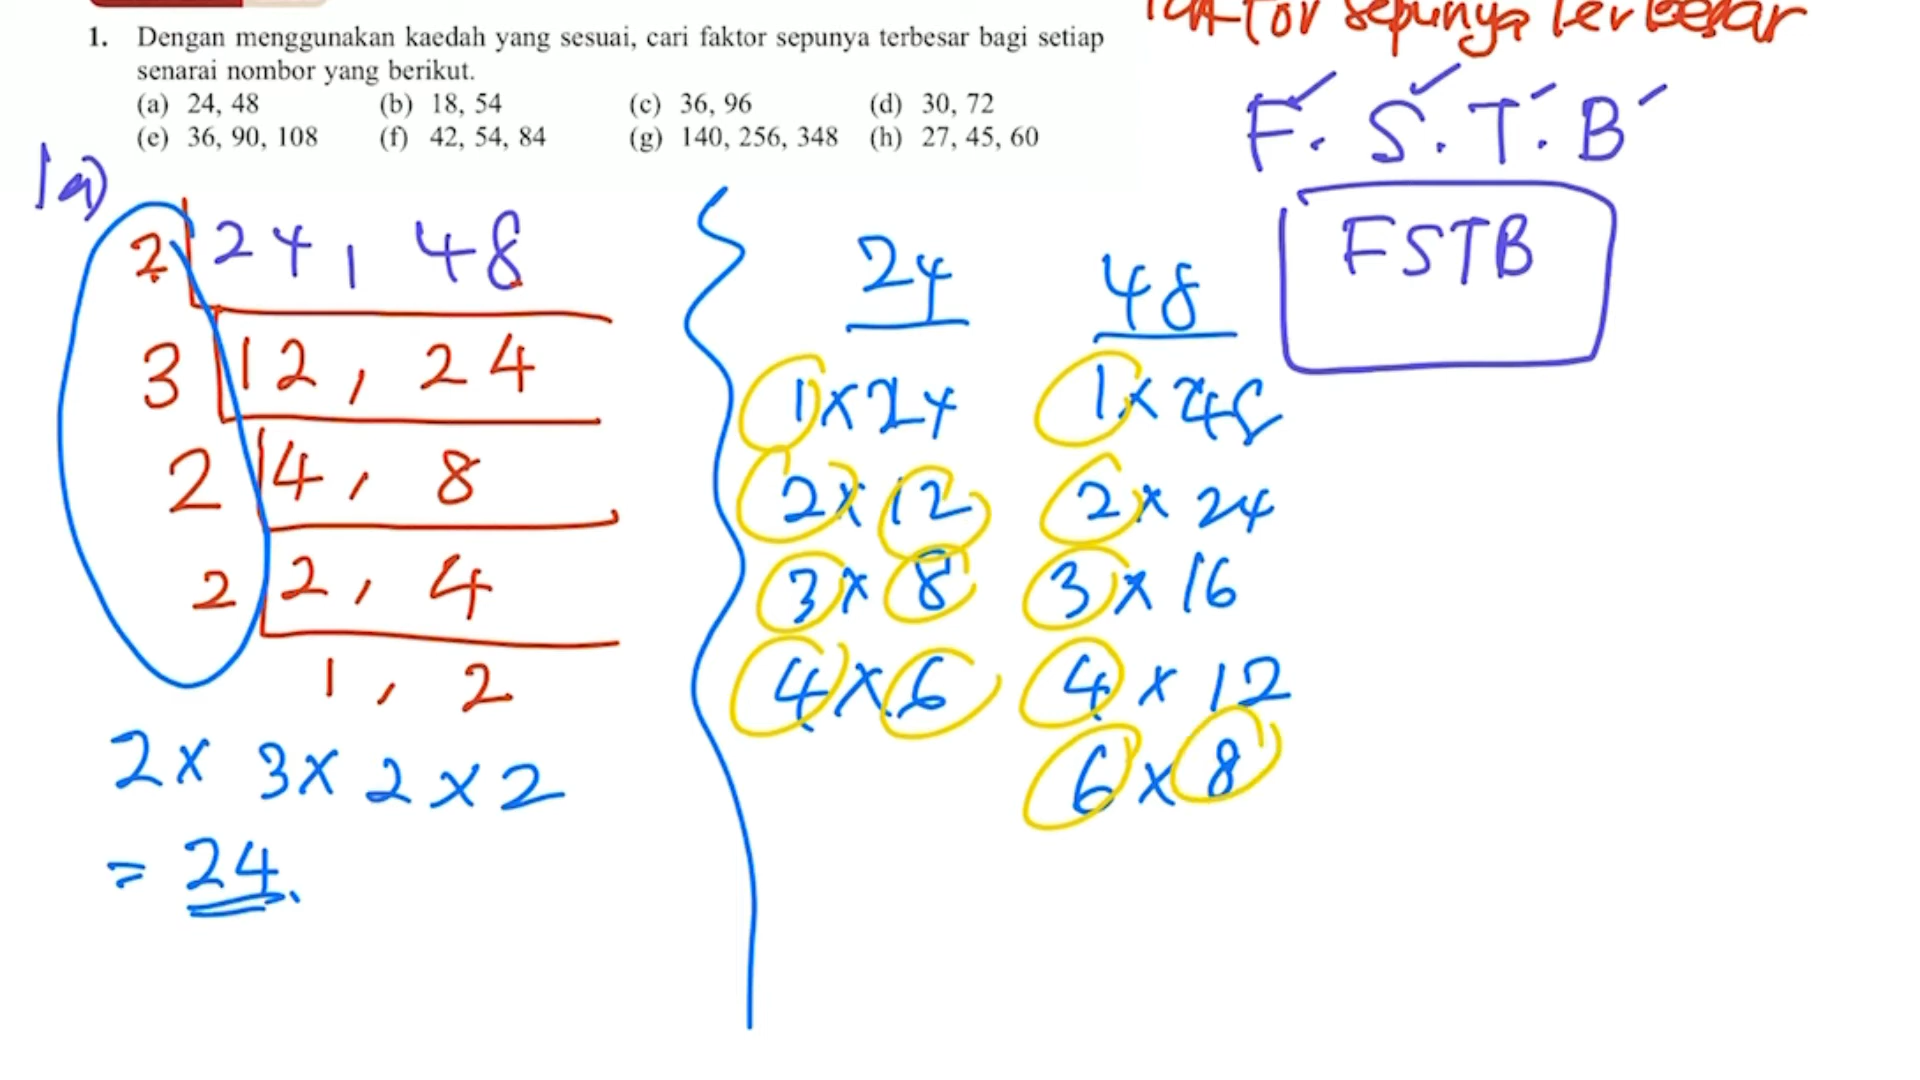 faktor sepunya terbesar
1. Dengan menggunakan kaedah yang sesuai, cari faktor sepunya terbesar bagi setiap
senarai nombor yang berikut.
(a) 24, 48 (b) 18, 54 (c) 36, 96 (d) 30, 72
(e) 36, 90, 108 (f) 42, 54, 84 (g) 140, 256, 348 (h) 27, 45, 60
F. S. T. B
FSTB
1a)
2 24, 48
3 12, 24
2 4, 8
2 2, 4
1, 2
2 x 3 x 2 x 2
= 24.
24 48
1 x 24 1 x 48
2 x 12 2 x 24
3 x 8 3 x 16
4 x 6 4 x 12
6 x 8